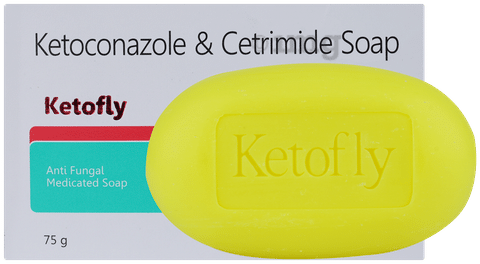 Ketoconazole & Cetrimide Soap
Ketofly
Anti Fungal
Medicated Soap
75 g
Ketofly